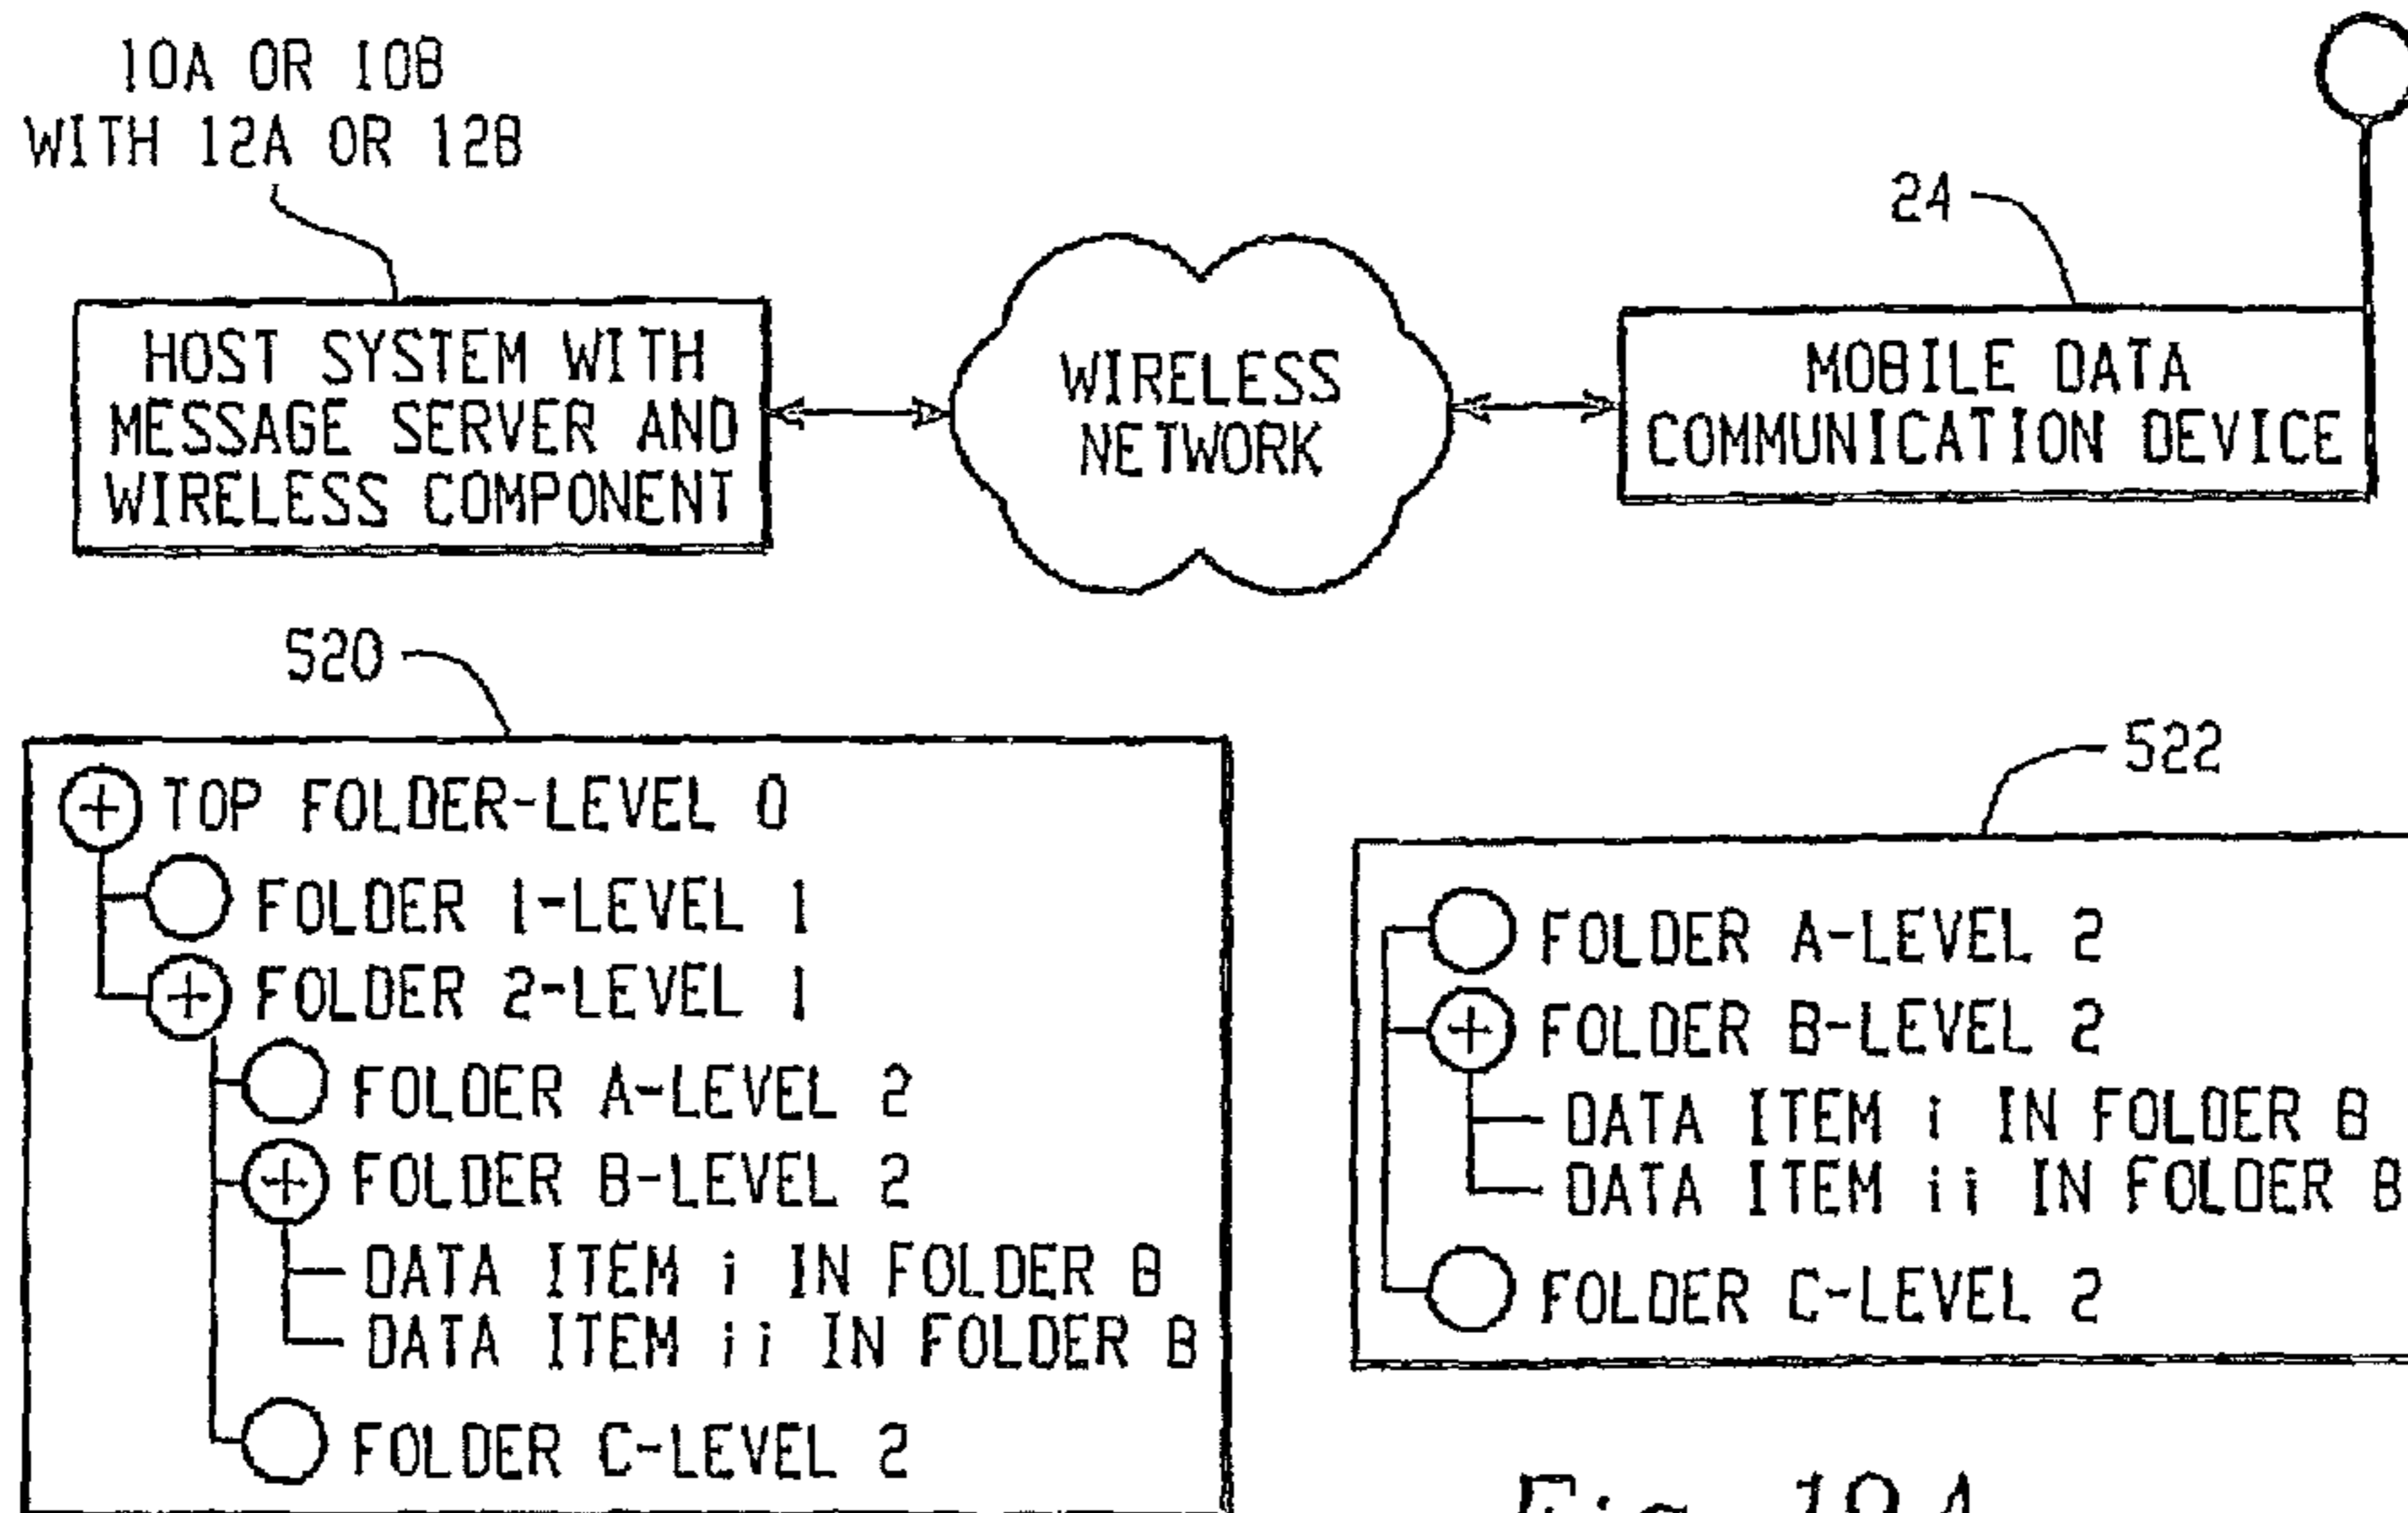 10A OR 10B
WITH 12A OR 12B
24
HOST SYSTEM WITH
MESSAGE SERVER AND
WIRELESS COMPONENT
WIRELESS
NETWORK
MOBILE DATA
COMMUNICATION DEVICE
520
TOP FOLDER-LEVEL 0
FOLDER 1-LEVEL 1
FOLDER 2-LEVEL 1
FOLDER A-LEVEL 2
FOLDER B-LEVEL 2
DATA ITEM i IN FOLDER B
DATA ITEM ii IN FOLDER B
FOLDER C-LEVEL 2
522
FOLDER A-LEVEL 2
FOLDER B-LEVEL 2
DATA ITEM i IN FOLDER B
DATA ITEM ii IN FOLDER B
FOLDER C-LEVEL 2